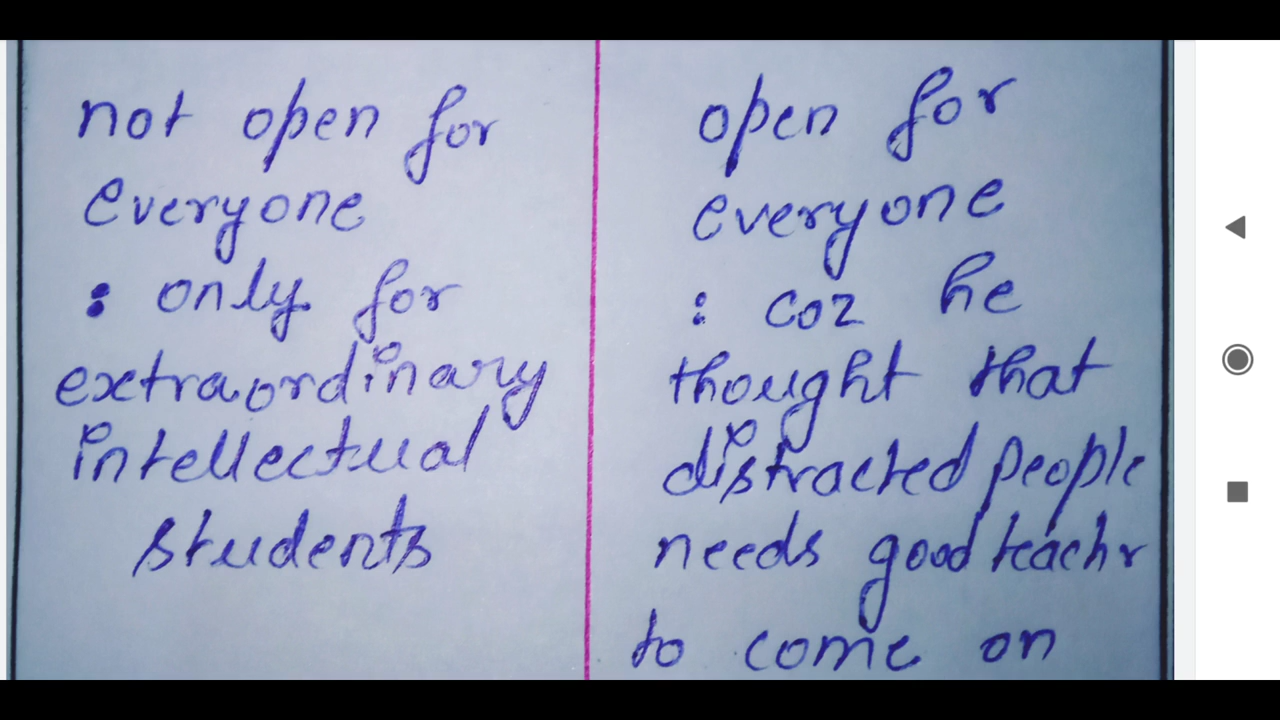 not open for
everyone
: only for
extraordinary
intellectual
students
open for
everyone
: coz he
thought that
distracted people
needs good teachr
to come on